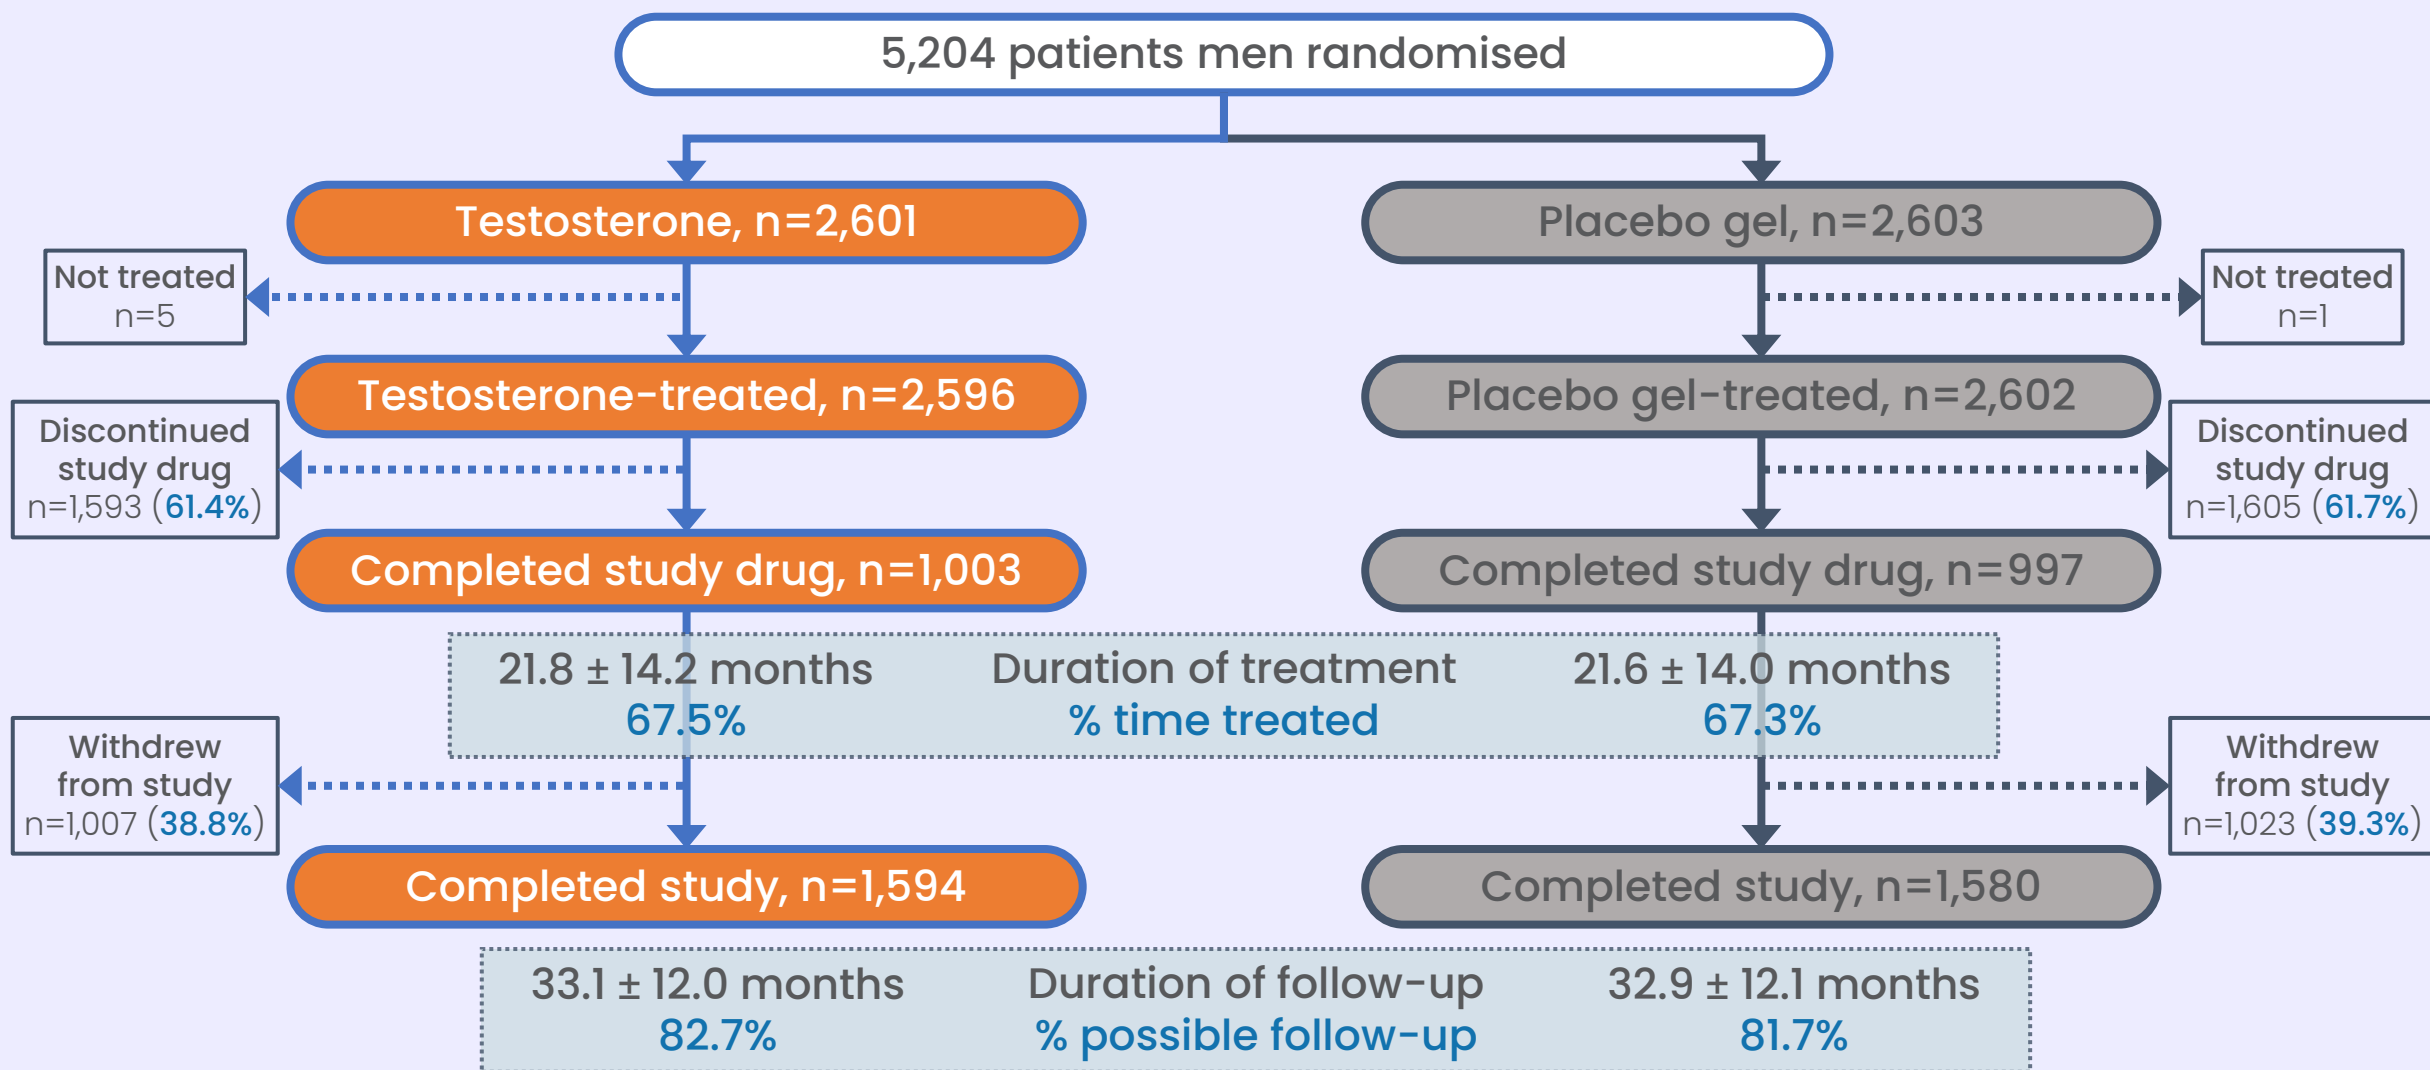 5,204 patients men randomised
Testosterone, n=2,601
Placebo gel, n=2,603
Not treated
n=5
Not treated
n=1
Testosterone-treated, n=2,596
Placebo gel-treated, n=2,602
Discontinued
study drug
n=1,593 (61.4%)
Discontinued
study drug
n=1,605 (61.7%)
Completed study drug, n=1,003
Completed study drug, n=997
21.8 ± 14.2 months
67.5%
Duration of treatment
% time treated
21.6 ± 14.0 months
67.3%
Withdrew
from study
n=1,007 (38.8%)
Withdrew
from study
n=1,023 (39.3%)
Completed study, n=1,594
Completed study, n=1,580
33.1 ± 12.0 months
82.7%
Duration of follow-up
% possible follow-up
32.9 ± 12.1 months
81.7%